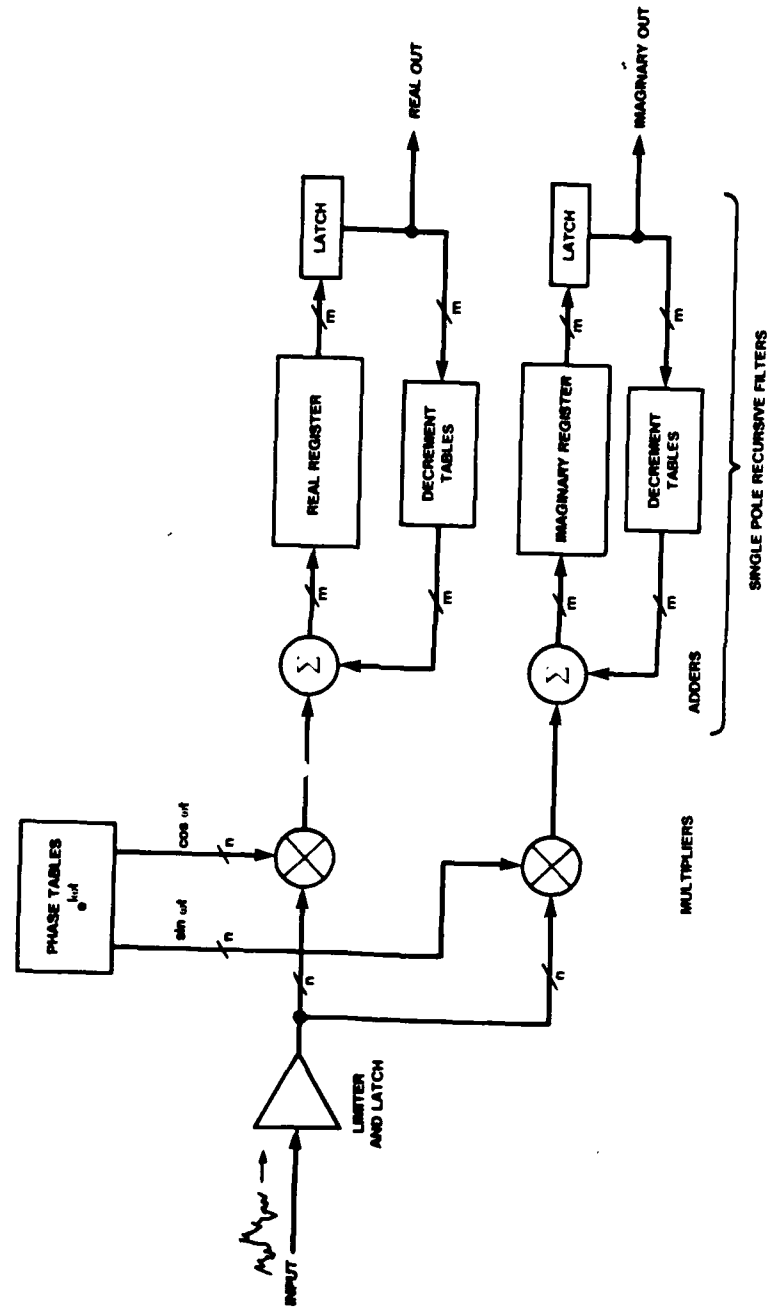 PHASE TABLES
e^iωt
cos ωt
sin ωt
n
n
n
n
INPUT
LIMITER
AND LATCH
MULTIPLIERS
Σ
Σ
ADDERS
m
m
m
m
REAL REGISTER
DECREMENT
TABLES
IMAGINARY REGISTER
DECREMENT
TABLES
m
m
m
m
LATCH
LATCH
REAL OUT
IMAGINARY OUT
SINGLE POLE RECURSIVE FILTERS